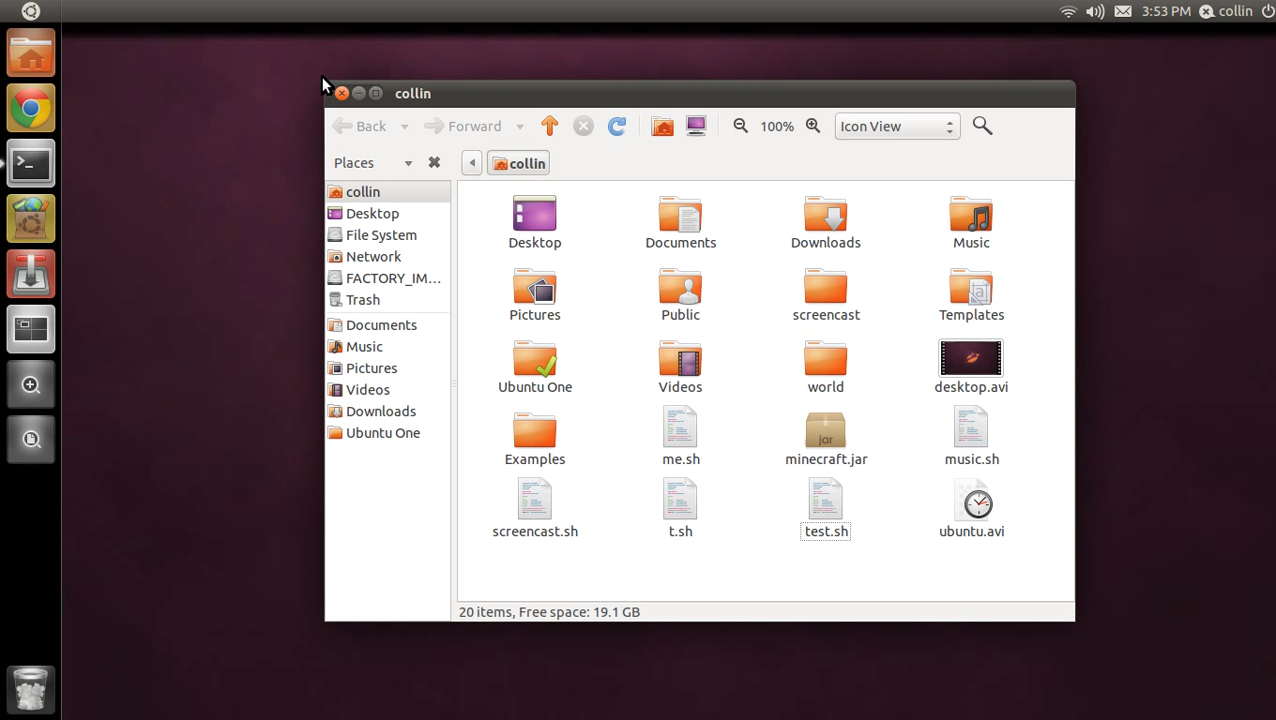 3:53 PM collin
collin
Back Forward 100% Icon View
Places collin
collin
Desktop
File System
Network
FACTORY_IM...
Trash
Documents
Music
Pictures
Videos
Downloads
Ubuntu One
Desktop Documents Downloads Music
Pictures Public screencast Templates
Ubuntu One Videos world desktop.avi
jar
Examples me.sh minecraft.jar music.sh
screencast.sh t.sh test.sh ubuntu.avi
20 items, Free space: 19.1 GB